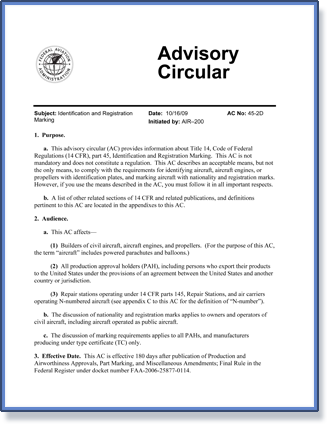 FEDERAL AVIATION
ADMINISTRATION
Advisory
Circular
Subject: Identification and Registration Date: 10/16/09 AC No: 45-2D
Marking Initiated by: AIR–200
1. Purpose.
a. This advisory circular (AC) provides information about Title 14, Code of Federal
Regulations (14 CFR), part 45, Identification and Registration Marking. This AC is not
mandatory and does not constitute a regulation. This AC describes an acceptable means, but not
the only means, to comply with the requirements for identifying aircraft, aircraft engines, or
propellers with identification plates, and marking aircraft with nationality and registration marks.
However, if you use the means described in the AC, you must follow it in all important respects.
b. A list of other related sections of 14 CFR and related publications, and definitions
pertinent to this AC are located in the appendixes to this AC.
2. Audience.
a. This AC affects—
(1) Builders of civil aircraft, aircraft engines, and propellers. (For the purpose of this AC,
the term “aircraft” includes powered parachutes and balloons.)
(2) All production approval holders (PAH), including persons who export their products
to the United States under the provisions of an agreement between the United States and another
country or jurisdiction.
(3) Repair stations operating under 14 CFR parts 145, Repair Stations, and air carriers
operating N-numbered aircraft (see appendix C to this AC for the definition of “N-number”).
b. The discussion of nationality and registration marks applies to owners and operators of
civil aircraft, including aircraft operated as public aircraft.
c. The discussion of marking requirements applies to all PAHs, and manufacturers
producing under type certificate (TC) only.
3. Effective Date. This AC is effective 180 days after publication of Production and
Airworthiness Approvals, Part Marking, and Miscellaneous Amendments; Final Rule in the
Federal Register under docket number FAA-2006-25877-0114.